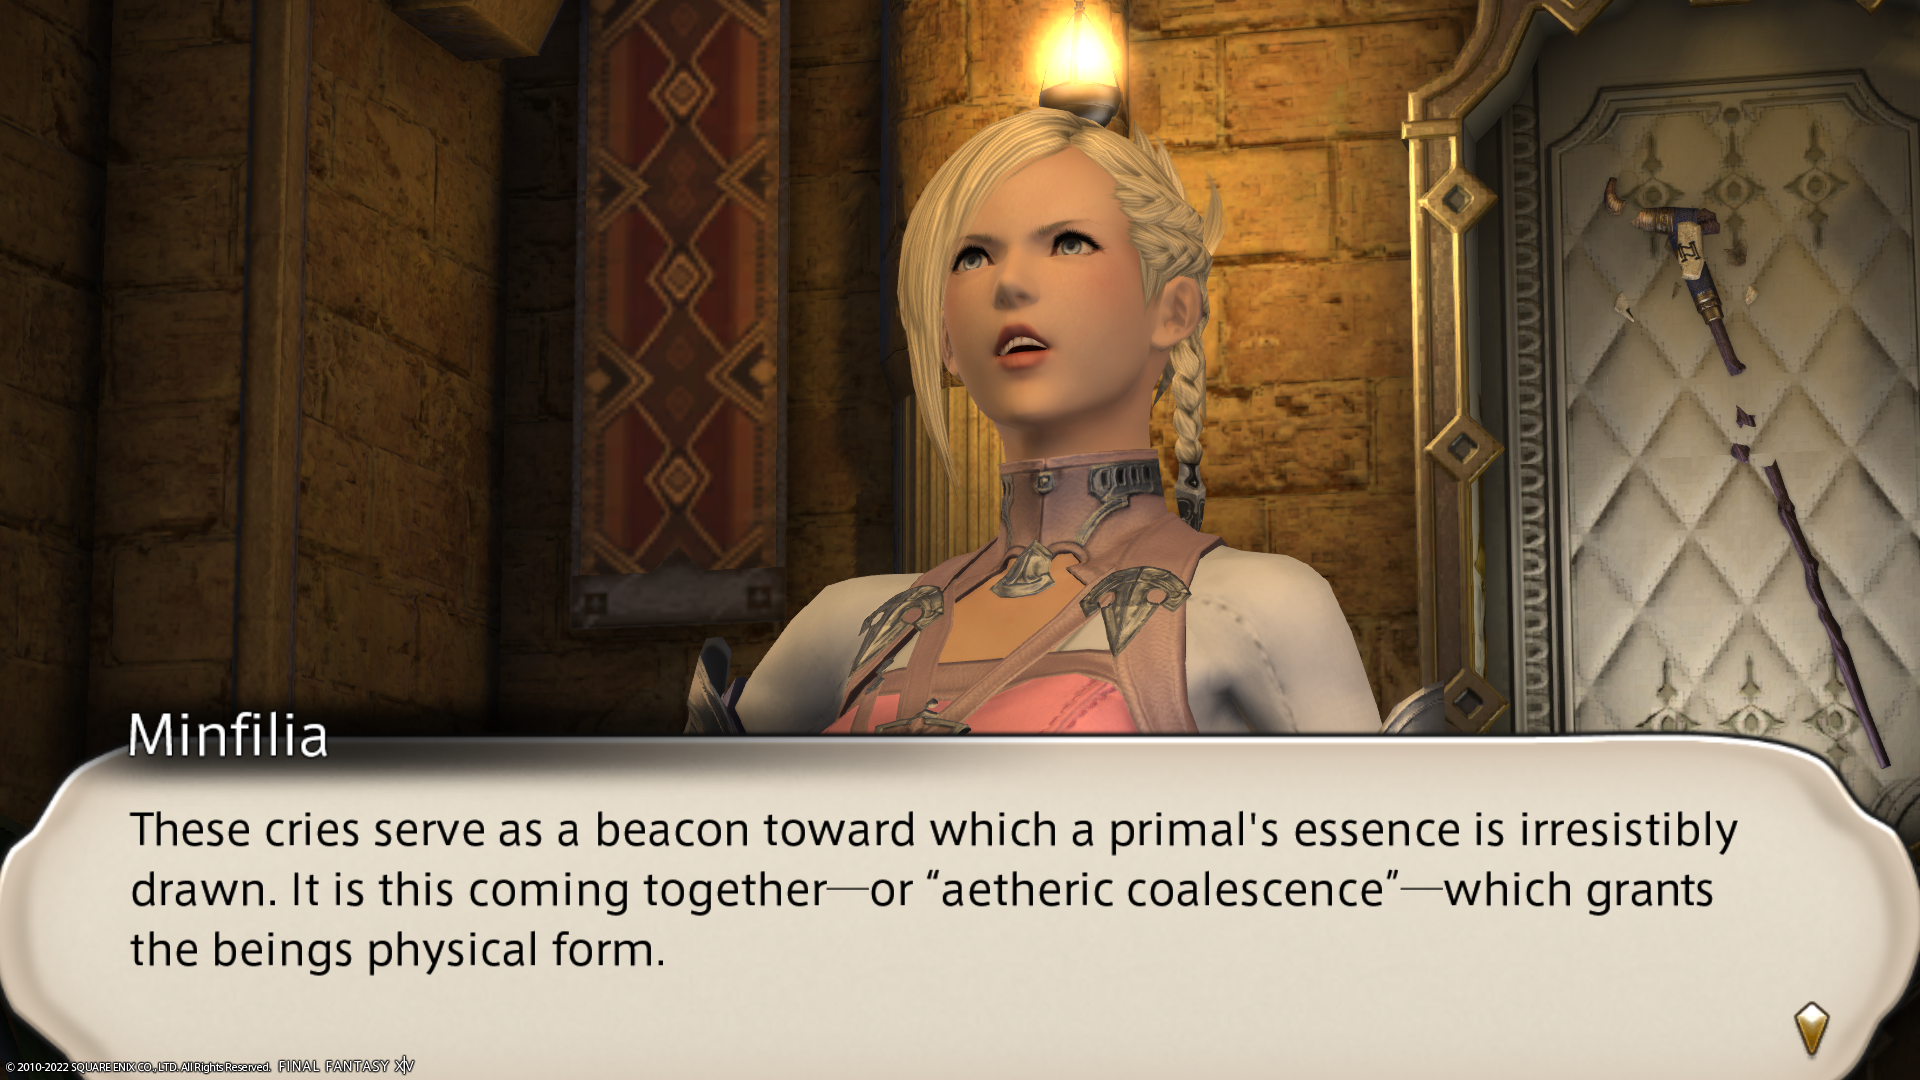 Minfilia
These cries serve as a beacon toward which a primal's essence is irresistibly
drawn. It is this coming together—or “aetheric coalescence”—which grants
the beings physical form.
© 2010-2022 SQUARE ENIX CO., LTD. All Rights Reserved. FINAL FANTASY XIV